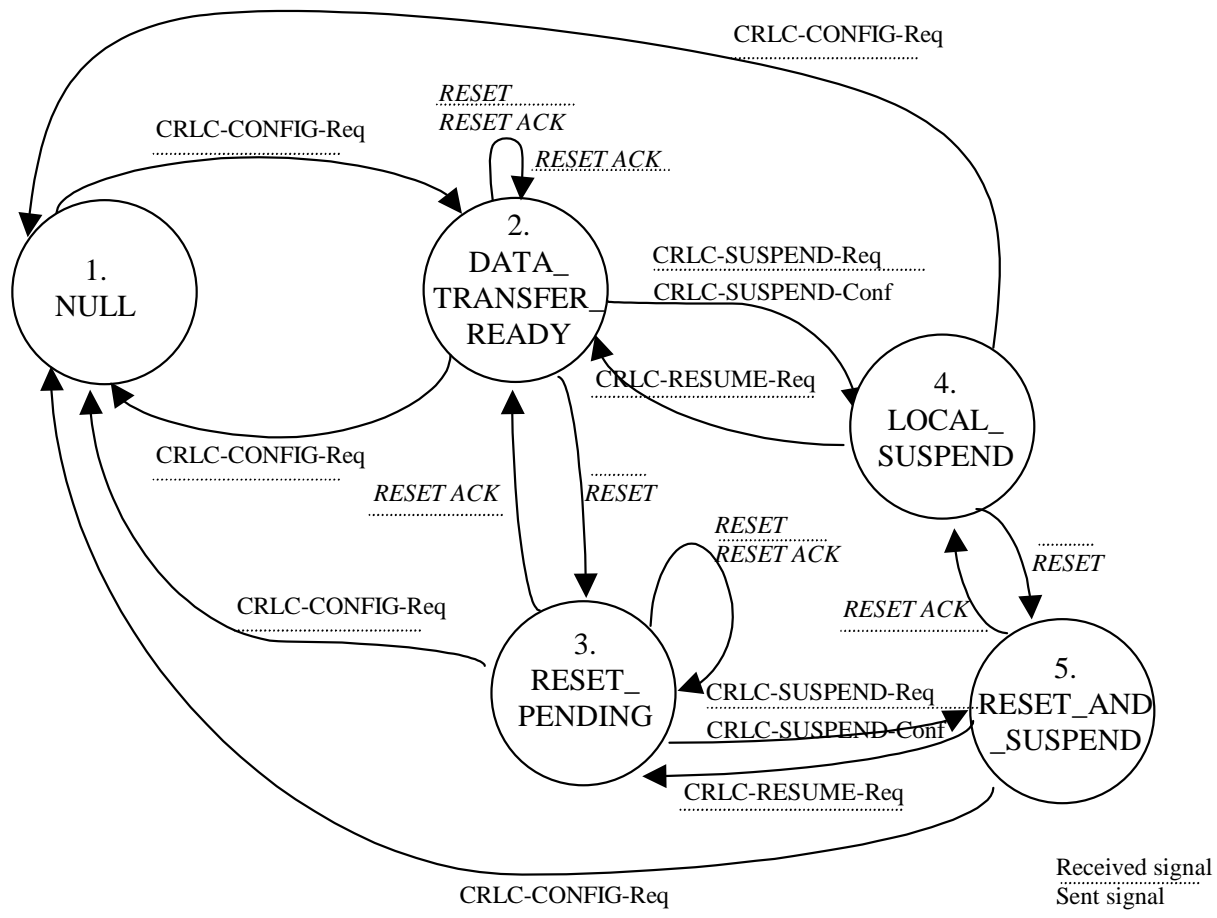 CRLC-CONFIG-Req
RESET
RESET ACK
CRLC-CONFIG-Req
RESET ACK
1.
NULL
2.
DATA_
TRANSFER_
READY
CRLC-SUSPEND-Req
CRLC-SUSPEND-Conf
CRLC-RESUME-Req
4.
LOCAL_
SUSPEND
CRLC-CONFIG-Req
RESET ACK
RESET
RESET
RESET ACK
RESET
CRLC-CONFIG-Req
RESET ACK
3.
RESET_
PENDING
CRLC-SUSPEND-Req
CRLC-SUSPEND-Conf
CRLC-RESUME-Req
5.
RESET_AND
_SUSPEND
CRLC-CONFIG-Req
Received signal
Sent signal